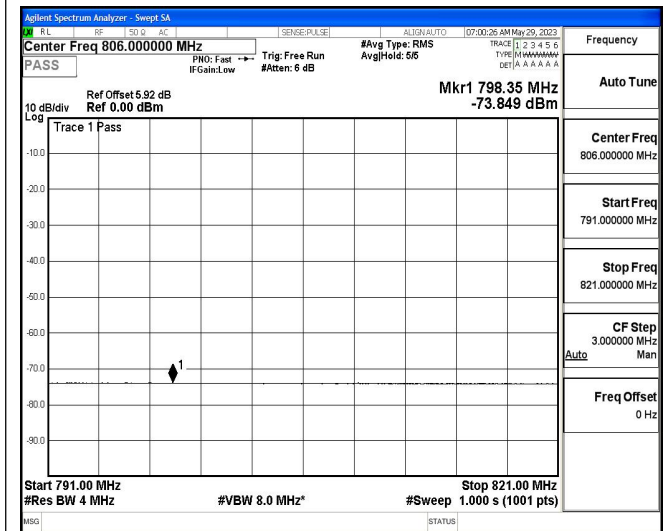 Agilent Spectrum Analyzer - Swept SA
LXI RL RF 50 Ω AC SENSE:PULSE ALIGN AUTO 07:00:26 AM May 29, 2023
Center Freq 806.000000 MHz #Avg Type: RMS TRACE 1 2 3 4 5 6
PASS PNO: Fast Trig: Free Run Avg|Hold: 5/5 TYPE M W W W W W
IFGain:Low #Atten: 6 dB DET A A A A A A
Mkr1 798.35 MHz
Ref Offset 5.92 dB
10 dB/div Ref 0.00 dBm -73.849 dBm
Log
Trace 1 Pass
-10.0
-20.0
-30.0
-40.0
-50.0
-60.0
-70.0
1
-80.0
-90.0
Start 791.00 MHz Stop 821.00 MHz
#Res BW 4 MHz #VBW 8.0 MHz* #Sweep 1.000 s (1001 pts)
MSG STATUS
Frequency
Auto Tune
Center Freq
806.000000 MHz
Start Freq
791.000000 MHz
Stop Freq
821.000000 MHz
CF Step
3.000000 MHz
Auto Man
Freq Offset
0 Hz